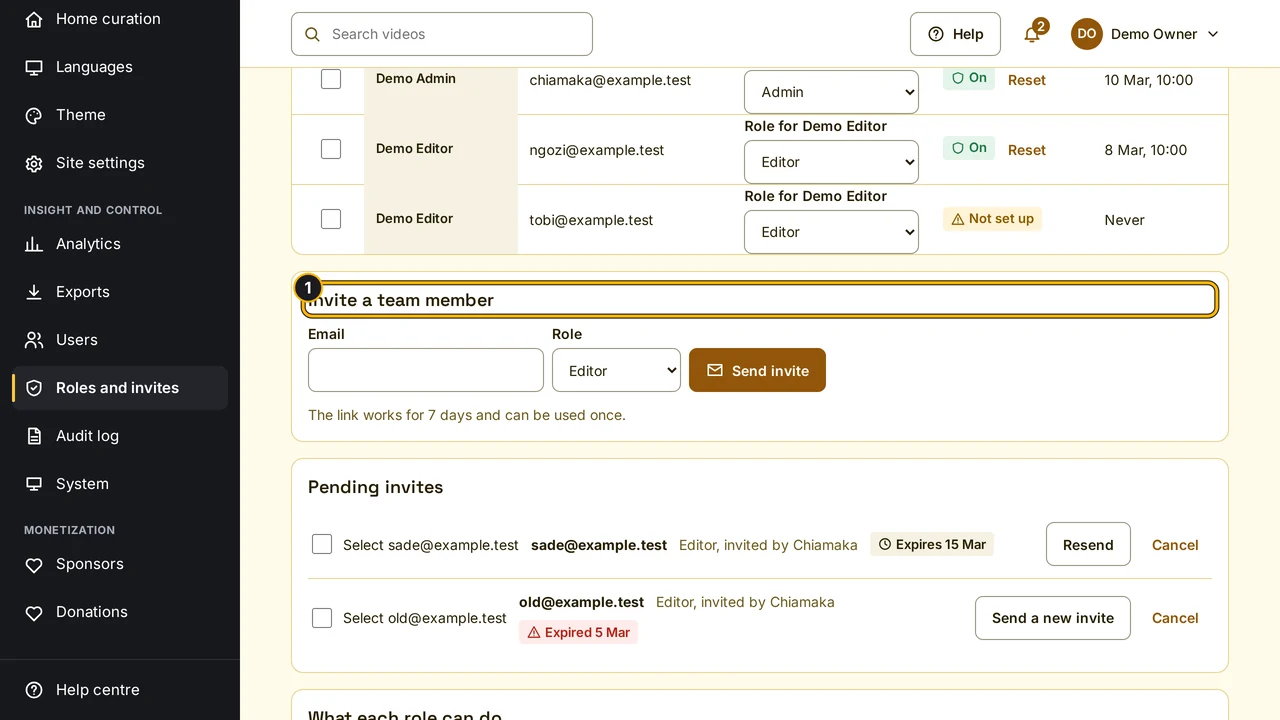 Home curation
Languages
Theme
Site settings
INSIGHT AND CONTROL
Analytics
Exports
Users
Roles and invites
Audit log
System
MONETIZATION
Sponsors
Donations
Help centre
Search videos
Help
2
DO Demo Owner
Demo Admin chiamaka@example.test Admin On Reset 10 Mar, 10:00
Role for Demo Editor
Demo Editor ngozi@example.test Editor On Reset 8 Mar, 10:00
Role for Demo Editor
Demo Editor tobi@example.test Editor Not set up Never
1
Invite a team member
Email Role
Editor Send invite
The link works for 7 days and can be used once.
Pending invites
Select sade@example.test sade@example.test Editor, invited by Chiamaka Expires 15 Mar Resend Cancel
Select old@example.test old@example.test Editor, invited by Chiamaka Send a new invite Cancel
Expired 5 Mar
What each role can do